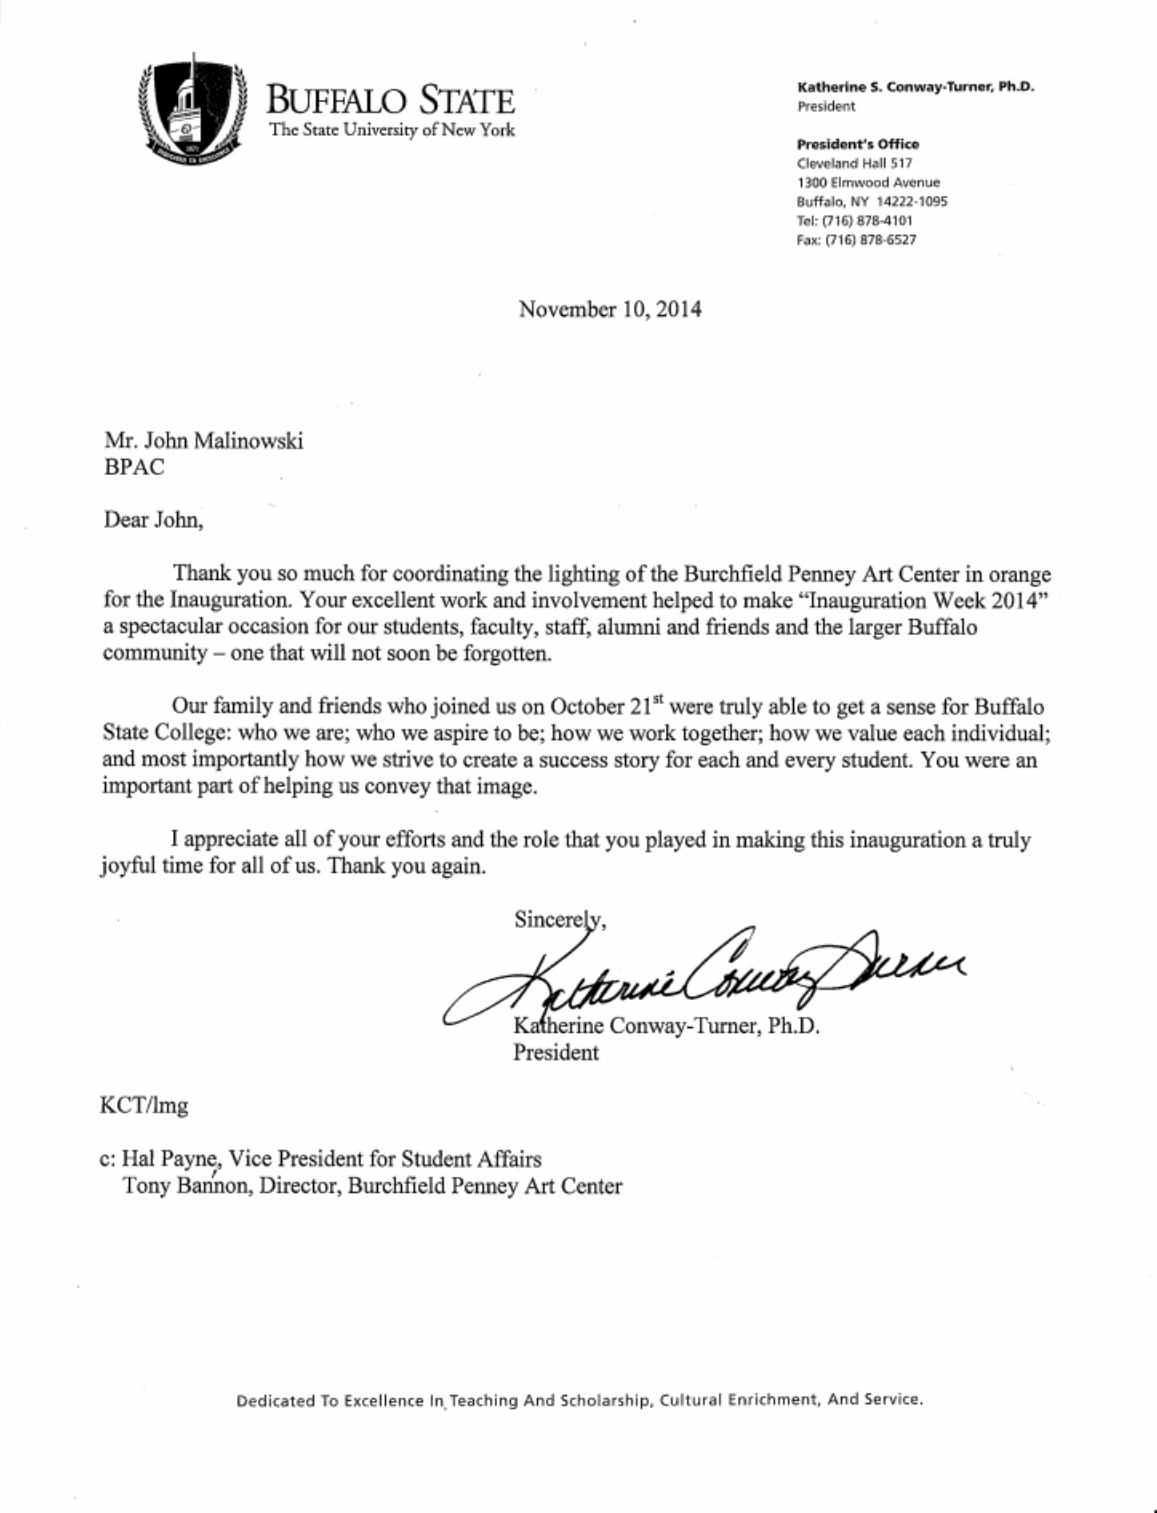 BUFFALO STATE
The State University of New York
Katherine S. Conway-Turner, Ph.D.
President
President's Office
Cleveland Hall 517
1300 Elmwood Avenue
Buffalo, NY 14222-1095
Tel: (716) 878-4101
Fax: (716) 878-6527
November 10, 2014
Mr. John Malinowski
BPAC
Dear John,
Thank you so much for coordinating the lighting of the Burchfield Penney Art Center in orange
for the Inauguration. Your excellent work and involvement helped to make “Inauguration Week 2014”
a spectacular occasion for our students, faculty, staff, alumni and friends and the larger Buffalo
community – one that will not soon be forgotten.
Our family and friends who joined us on October 21st were truly able to get a sense for Buffalo
State College: who we are; who we aspire to be; how we work together; how we value each individual;
and most importantly how we strive to create a success story for each and every student. You were an
important part of helping us convey that image.
I appreciate all of your efforts and the role that you played in making this inauguration a truly
joyful time for all of us. Thank you again.
Sincerely,
Katherine Conway Turner
Katherine Conway-Turner, Ph.D.
President
KCT/lmg
c: Hal Payne, Vice President for Student Affairs
Tony Bannon, Director, Burchfield Penney Art Center
Dedicated To Excellence In Teaching And Scholarship, Cultural Enrichment, And Service.